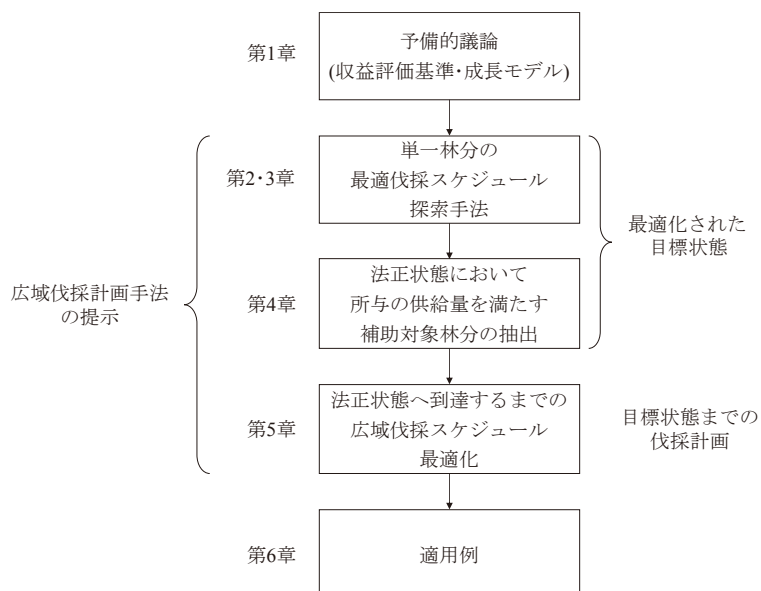 第1章
予備的議論
(収益評価基準・成長モデル)
第2・3章
単一林分の
最適伐採スケジュール
探索手法
最適化された
目標状態
広域伐採計画手法
の提示
第4章
法正状態において
所与の供給量を満たす
補助対象林分の抽出
第5章
法正状態へ到達するまでの
広域伐採スケジュール
最適化
目標状態までの
伐採計画
第6章
適用例